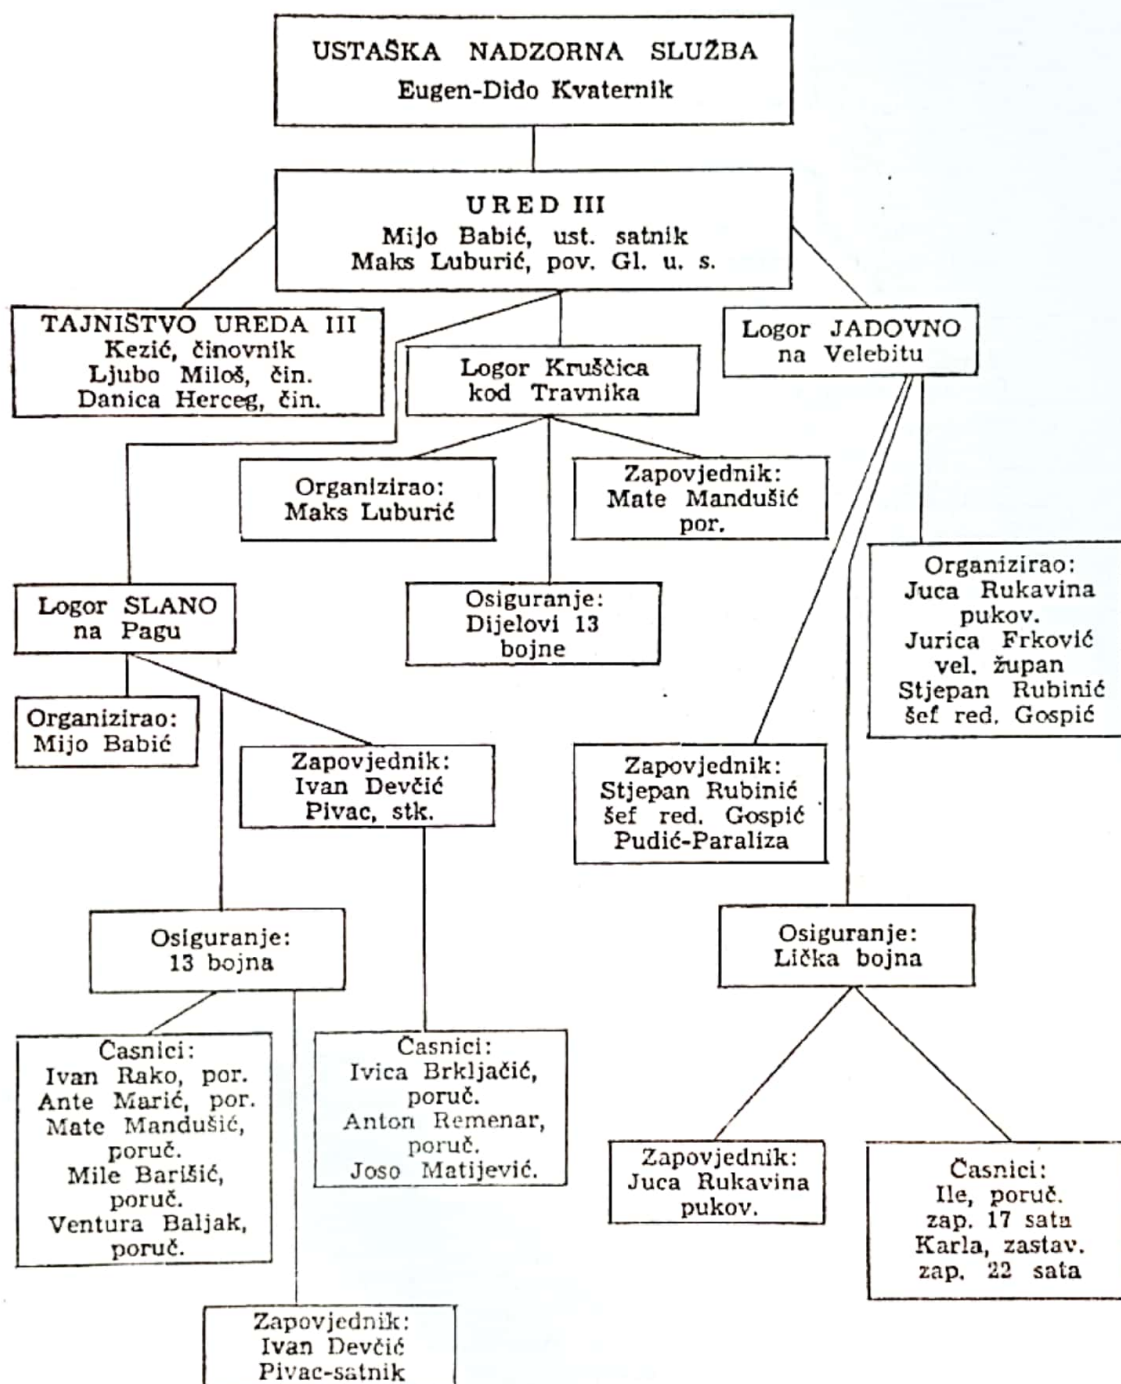 USTAŠKA NADZORNA SLUŽBA
Eugen-Dido Kvaternik
URED III
Mijo Babić, ust. satnik
Maks Luburić, pov. Gl. u. s.
TAJNIŠTVO UREDA III
Kezić, činovnik
Ljubo Miloš, čin.
Danica Herceg, čin.
Logor Kruščica
kod Travnika
Logor JADOVNO
na Velebitu
Organizirao:
Maks Luburić
Zapovjednik:
Mate Mandušić
por.
Osiguranje:
Dijelovi 13
bojne
Organizirao:
Juca Rukavina
pukov.
Jurica Frković
vel. župan
Stjepan Rubinić
šef red. Gospić
Logor SLANO
na Pagu
Organizirao:
Mijo Babić
Zapovjednik:
Ivan Devčić
Pivac, stk.
Zapovjednik:
Stjepan Rubinić
šef red. Gospić
Pudić-Paraliza
Osiguranje:
13 bojna
Osiguranje:
Lička bojna
Časnici:
Ivan Rako, por.
Ante Marić, por.
Mate Mandušić,
poruč.
Mile Barišić,
poruč.
Ventura Baljak,
poruč.
Časnici:
Ivica Brkljačić,
poruč.
Anton Remenar,
poruč.
Joso Matijević.
Zapovjednik:
Juca Rukavina
pukov.
Časnici:
Ile, poruč.
zap. 17 sata
Karla, zastav.
zap. 22 sata
Zapovjednik:
Ivan Devčić
Pivac-satnik